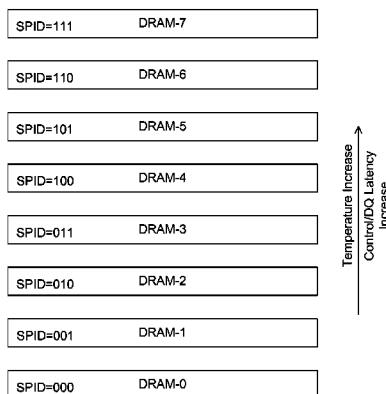 SPID=111 DRAM-7
SPID=110 DRAM-6
SPID=101 DRAM-5
SPID=100 DRAM-4
SPID=011 DRAM-3
SPID=010 DRAM-2
SPID=001 DRAM-1
SPID=000 DRAM-0
Temperature Increase
Control/DQ Latency
Increase